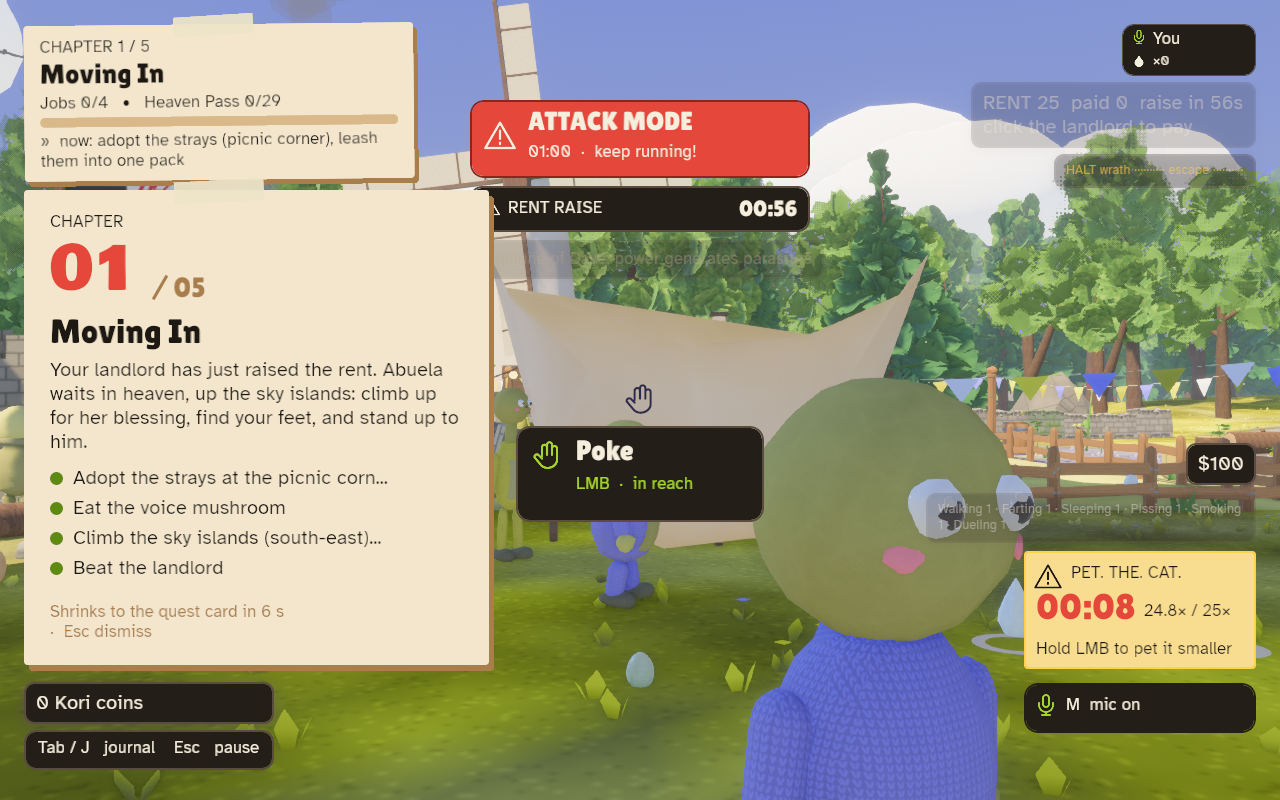 CHAPTER 1 / 5
Moving In
Jobs 0/4 • Heaven Pass 0/29
» now: adopt the strays (picnic corner), leash
them into one pack
ATTACK MODE
01:00 · keep running!
RENT RAISE 00:56
You
×0
RENT 25 paid 0 raise in 56s
click the landlord to pay
HALT wrath escape
power generates
CHAPTER
01 / 05
Moving In
Your landlord has just raised the rent. Abuela
waits in heaven, up the sky islands: climb up
for her blessing, find your feet, and stand up to
him.
Adopt the strays at the picnic corn...
Eat the voice mushroom
Climb the sky islands (south-east)...
Beat the landlord
Shrinks to the quest card in 6 s
· Esc dismiss
Poke
LMB · in reach
$100
Walking 1 · Farting 1 · Sleeping 1 · Pissing 1 · Smoking
1 · Dueling 1
PET. THE. CAT.
00:08 24.8× / 25×
Hold LMB to pet it smaller
M mic on
0 Kori coins
Tab / J journal Esc pause